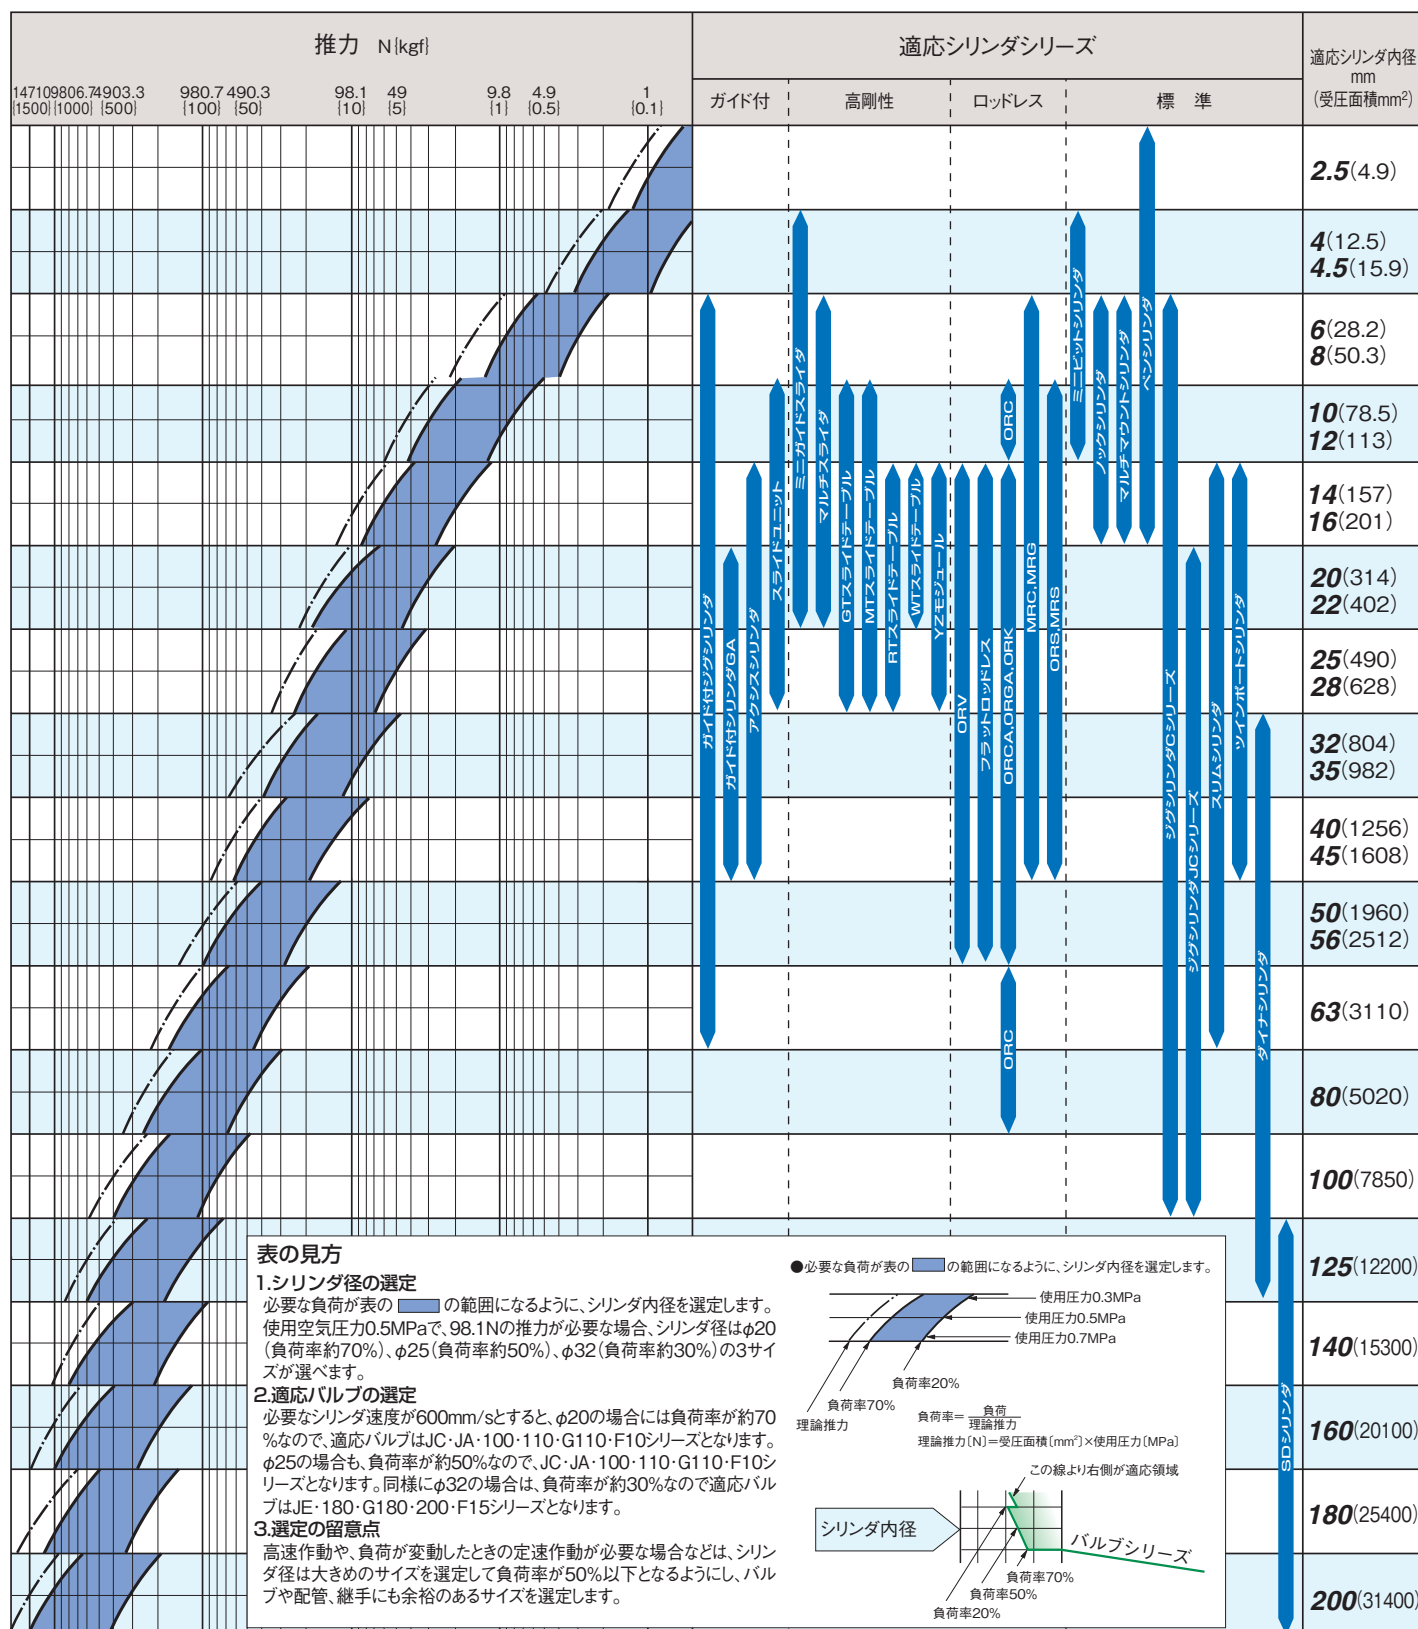 推力 N{kgf}
適応シリンダシリーズ
適応シリンダ内径
mm
(受圧面積mm²)
14710 9806.7 4903.3 980.7 490.3 98.1 49 9.8 4.9 1
{1500} {1000} {500} {100} {50} {10} {5} {1} {0.5} {0.1}
ガイド付 高剛性 ロッドレス 標 準
2.5(4.9)
4(12.5)
4.5(15.9)
6(28.2)
8(50.3)
10(78.5)
12(113)
14(157)
16(201)
20(314)
22(402)
25(490)
28(628)
32(804)
35(982)
40(1256)
45(1608)
50(1960)
56(2512)
63(3110)
80(5020)
100(7850)
125(12200)
140(15300)
160(20100)
180(25400)
200(31400)
ガイド付ジグシリンダ
ガイド付シリンダGA
アクシスシリンダ
スライドユニット
ミニガイドスライダ
マルチスライダ
GTスライドテーブル
MTスライドテーブル
RTスライドテーブル
WTスライドテーブル
YZモジュール
ORV
フラットロッドレス
ORC
ORCA,ORGA,ORK
ORC
MRC,MRG
ORS,MRS
ミニビットシリンダ
ノックシリンダ
マルチマウントシリンダ
ペンシリンダ
ジグシリンダCシリーズ
ジグシリンダJCシリーズ
スリムシリンダ
ツインポートシリンダ
ダイナシリンダ
SDシリンダ
表の見方
1.シリンダ径の選定
必要な負荷が表の の範囲になるように、シリンダ内径を選定します。
使用空気圧力0.5MPaで、98.1Nの推力が必要な場合、シリンダ径はφ20
(負荷率約70%)、φ25(負荷率約50%)、φ32(負荷率約30%)の3サイ
ズが選べます。
2.適応バルブの選定
必要なシリンダ速度が600mm/sとすると、φ20の場合には負荷率が約70
%なので、適応バルブはJC・JA・100・110・G110・F10シリーズとなります。
φ25の場合も、負荷率が約50%なので、JC・JA・100・110・G110・F10シ
リーズとなります。同様にφ32の場合は、負荷率が約30%なので適応バル
ブはJE・180・G180・200・F15シリーズとなります。
3.選定の留意点
高速作動や、負荷が変動したときの定速作動が必要な場合などは、シリン
ダ径は大きめのサイズを選定して負荷率が50%以下となるようにし、バル
ブや配管、継手にも余裕のあるサイズを選定します。
●必要な負荷が表の の範囲になるように、シリンダ内径を選定します。
使用圧力0.3MPa
使用圧力0.5MPa
使用圧力0.7MPa
負荷率20%
負荷率70%
理論推力
負荷率=負荷/理論推力
理論推力〔N〕=受圧面積〔mm²〕×使用圧力〔MPa〕
この線より右側が適応領域
シリンダ内径
バルブシリーズ
負荷率70%
負荷率50%
負荷率20%